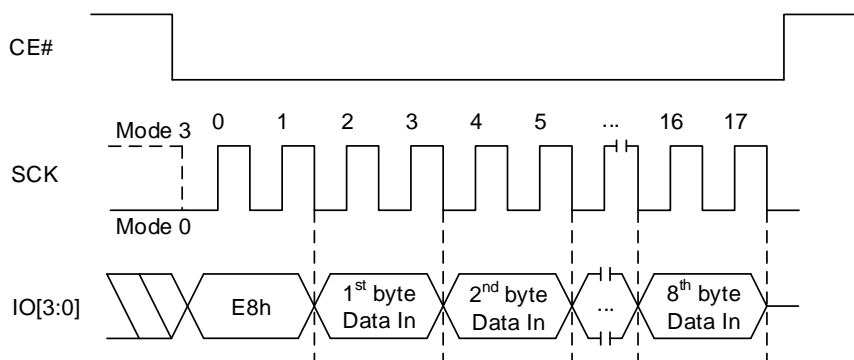 CE#
0 1 2 3 4 5 ... 16 17
Mode 3
SCK
Mode 0
IO[3:0]
E8h
1st byte
Data In
2nd byte
Data In
...
8th byte
Data In